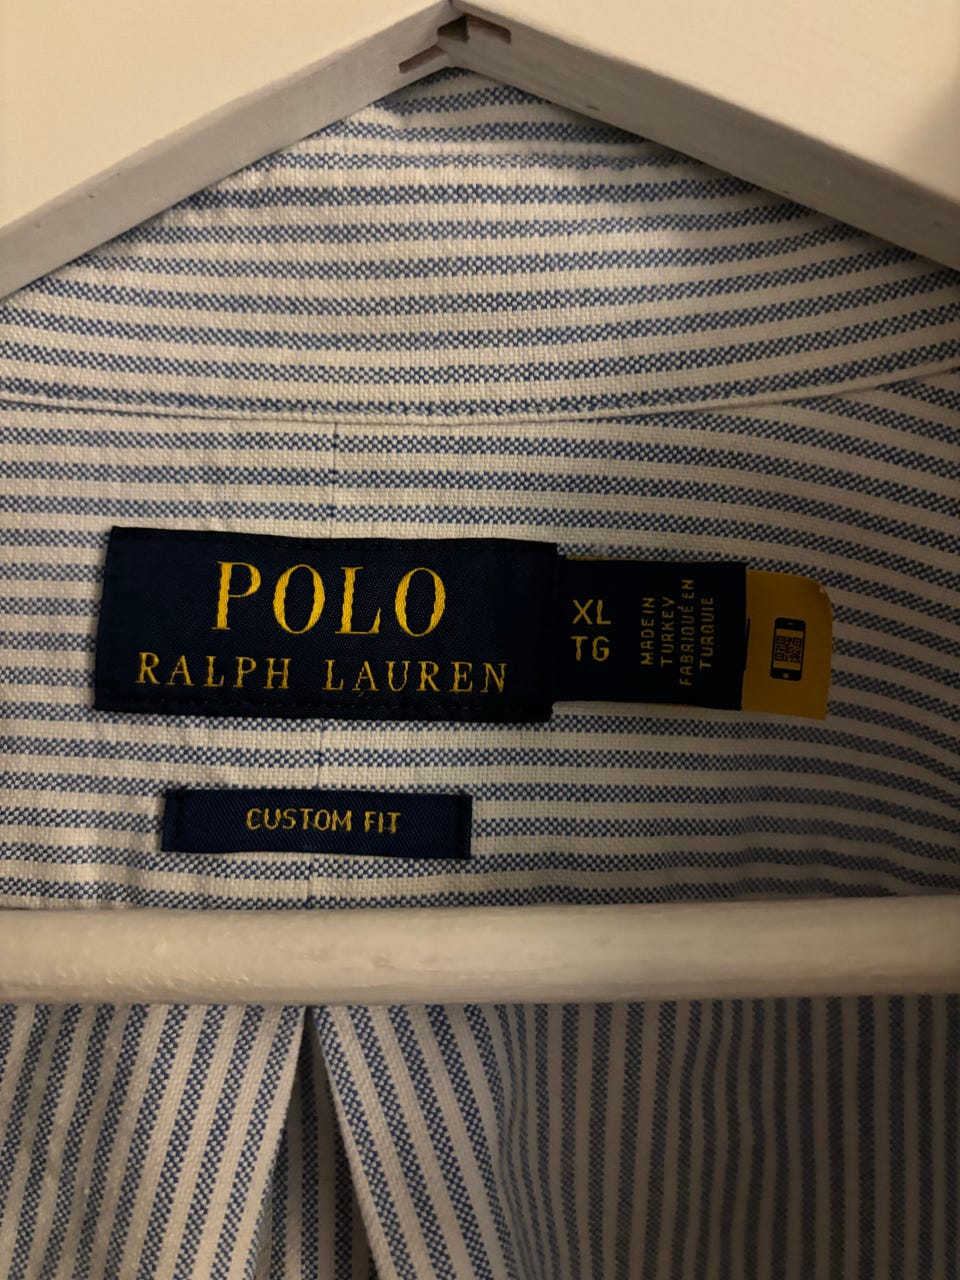 POLO
RALPH LAUREN
XL
TG
MADE IN
TURKEY
FABRIQUÉ EN
TURQUIE
CUSTOM FIT